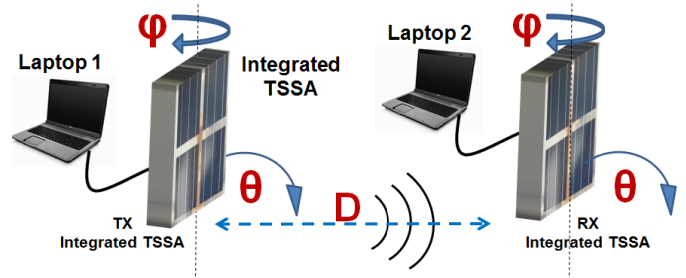 φ
φ
Laptop 1
Integrated
TSSA
Laptop 2
θ
D
θ
TX
Integrated TSSA
RX
Integrated TSSA